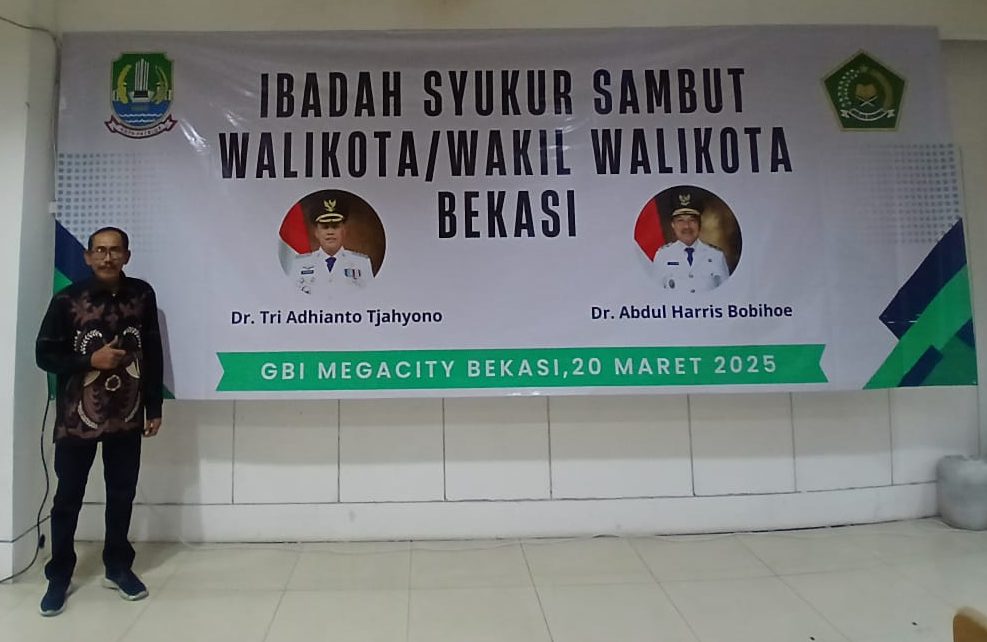 IBADAH SYUKUR SAMBUT
WALIKOTA/WAKIL WALIKOTA
BEKASI
Dr. Tri Adhianto Tjahyono
Dr. Abdul Harris Bobihoe
GBI MEGACITY BEKASI,20 MARET 2025